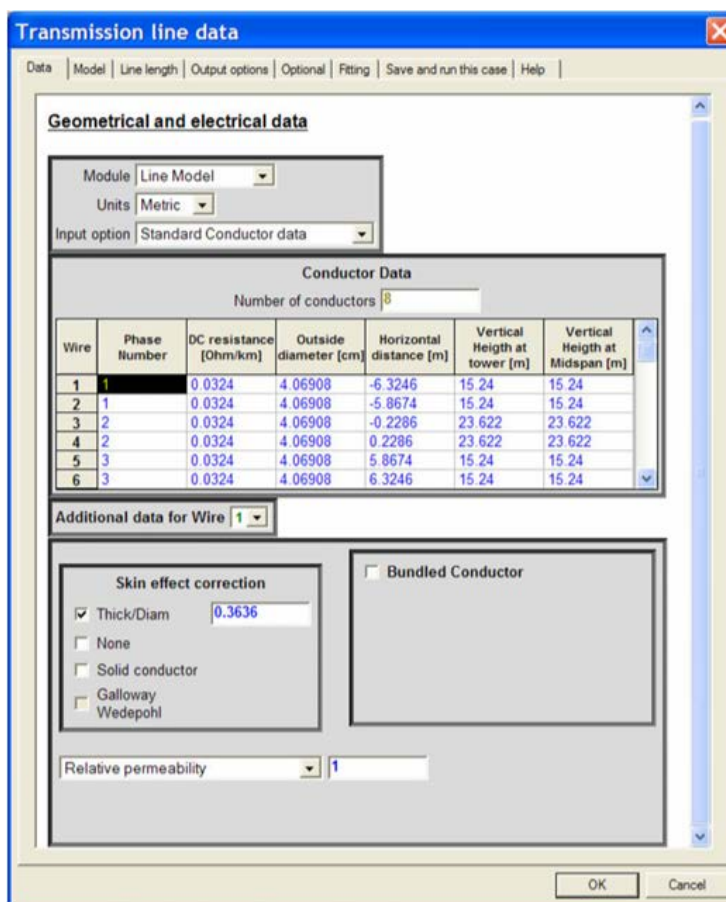 Transmission line data
Data | Model | Line length | Output options | Optional | Fitting | Save and run this case | Help |
Geometrical and electrical data
Module Line Model
Units Metric
Input option Standard Conductor data
Conductor Data
Number of conductors 8
Wire Phase Number DC resistance [Ohm/km] Outside diameter [cm] Horizontal distance [m] Vertical Heigth at tower [m] Vertical Heigth at Midspan [m]
1 1 0.0324 4.06908 -6.3246 15.24 15.24
2 1 0.0324 4.06908 -5.8674 15.24 15.24
3 2 0.0324 4.06908 -0.2286 23.622 23.622
4 2 0.0324 4.06908 0.2286 23.622 23.622
5 3 0.0324 4.06908 5.8674 15.24 15.24
6 3 0.0324 4.06908 6.3246 15.24 15.24
Additional data for Wire 1
Skin effect correction
Thick/Diam 0.3636
None
Solid conductor
Galloway
Wedepohl
Bundled Conductor
Relative permeability 1
OK Cancel